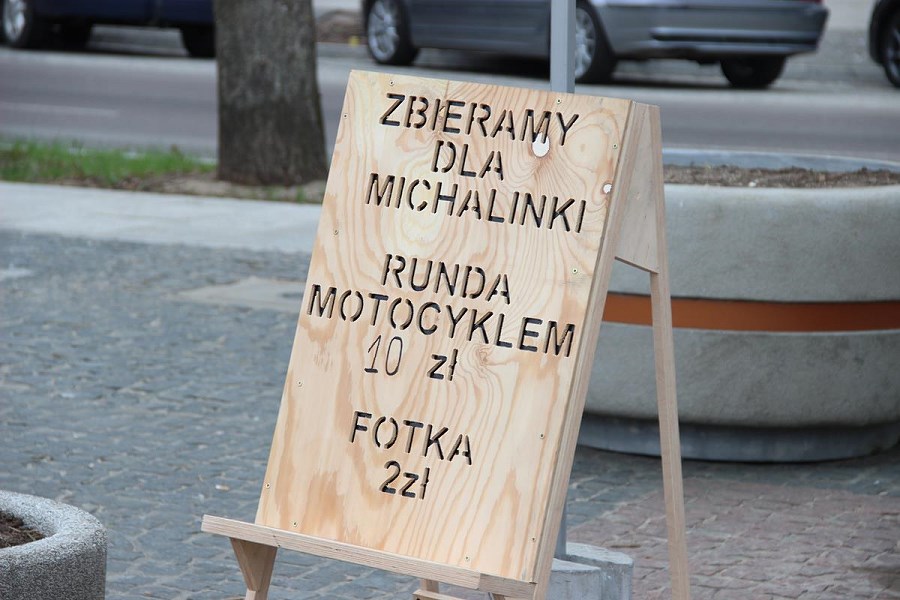 ZBIERAMY
DLA
MICHALINKI
RUNDA
MOTOCYKLEM
10 zł
FOTKA
2zł